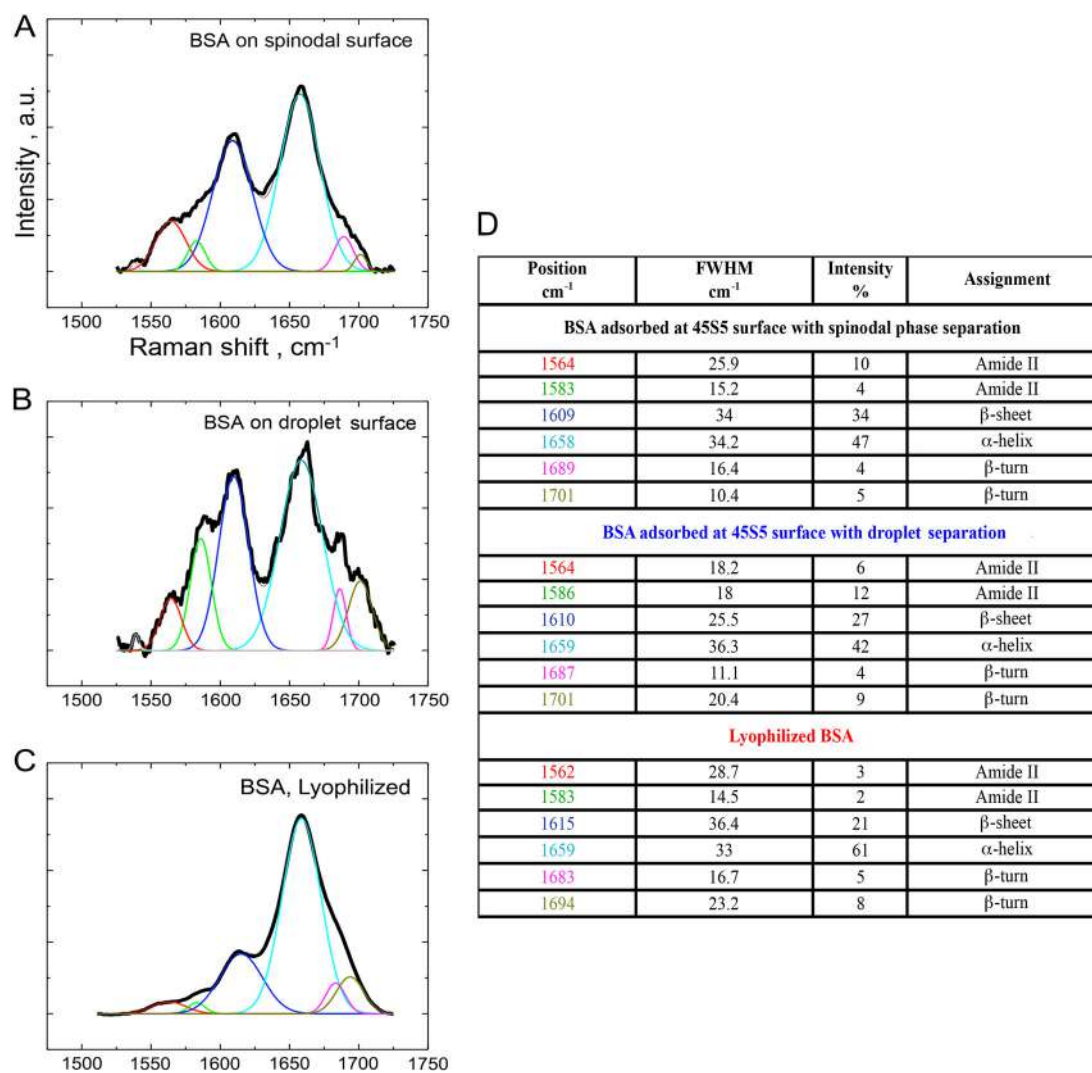 A
BSA on spinodal surface
Intensity , a.u.
1500 1550 1600 1650 1700 1750
Raman shift , cm⁻¹
B
BSA on droplet surface
1500 1550 1600 1650 1700 1750
C
BSA, Lyophilized
1500 1550 1600 1650 1700 1750
D
Position cm⁻¹ FWHM cm⁻¹ Intensity % Assignment
BSA adsorbed at 45S5 surface with spinodal phase separation
1564 25.9 10 Amide II
1583 15.2 4 Amide II
1609 34 34 β-sheet
1658 34.2 47 α-helix
1689 16.4 4 β-turn
1701 10.4 5 β-turn
BSA adsorbed at 45S5 surface with droplet separation
1564 18.2 6 Amide II
1586 18 12 Amide II
1610 25.5 27 β-sheet
1659 36.3 42 α-helix
1687 11.1 4 β-turn
1701 20.4 9 β-turn
Lyophilized BSA
1562 28.7 3 Amide II
1583 14.5 2 Amide II
1615 36.4 21 β-sheet
1659 33 61 α-helix
1683 16.7 5 β-turn
1694 23.2 8 β-turn